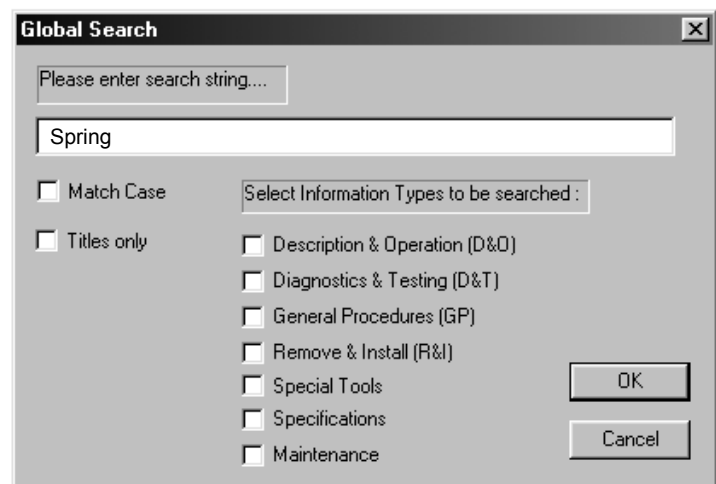 Global Search
Please enter search string....
Spring
Match Case
Select Information Types to be searched :
Titles only
Description & Operation (D&O)
Diagnostics & Testing (D&T)
General Procedures (GP)
Remove & Install (R&I)
Special Tools
Specifications
Maintenance
OK
Cancel